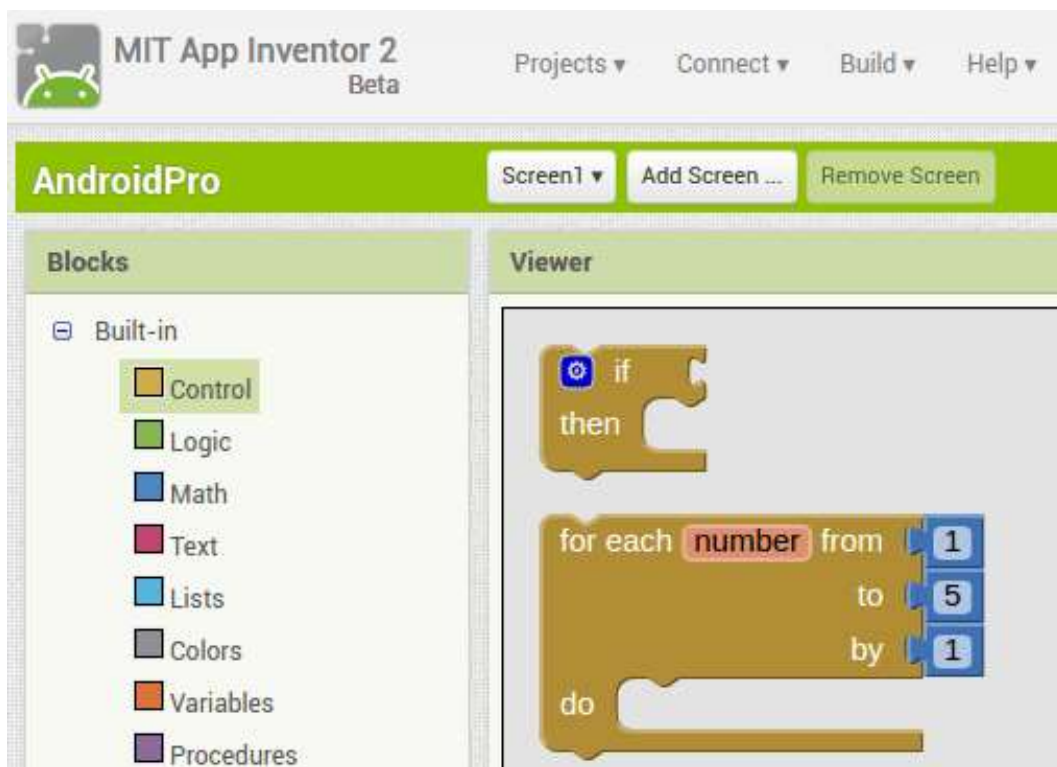 MIT App Inventor 2
Beta
Projects ▾ Connect ▾ Build ▾ Help ▾
AndroidPro
Screen1 ▾ Add Screen ... Remove Screen
Blocks
Built-in
Control
Logic
Math
Text
Lists
Colors
Variables
Procedures
Viewer
if
then
for each number from 1
to 5
by 1
do